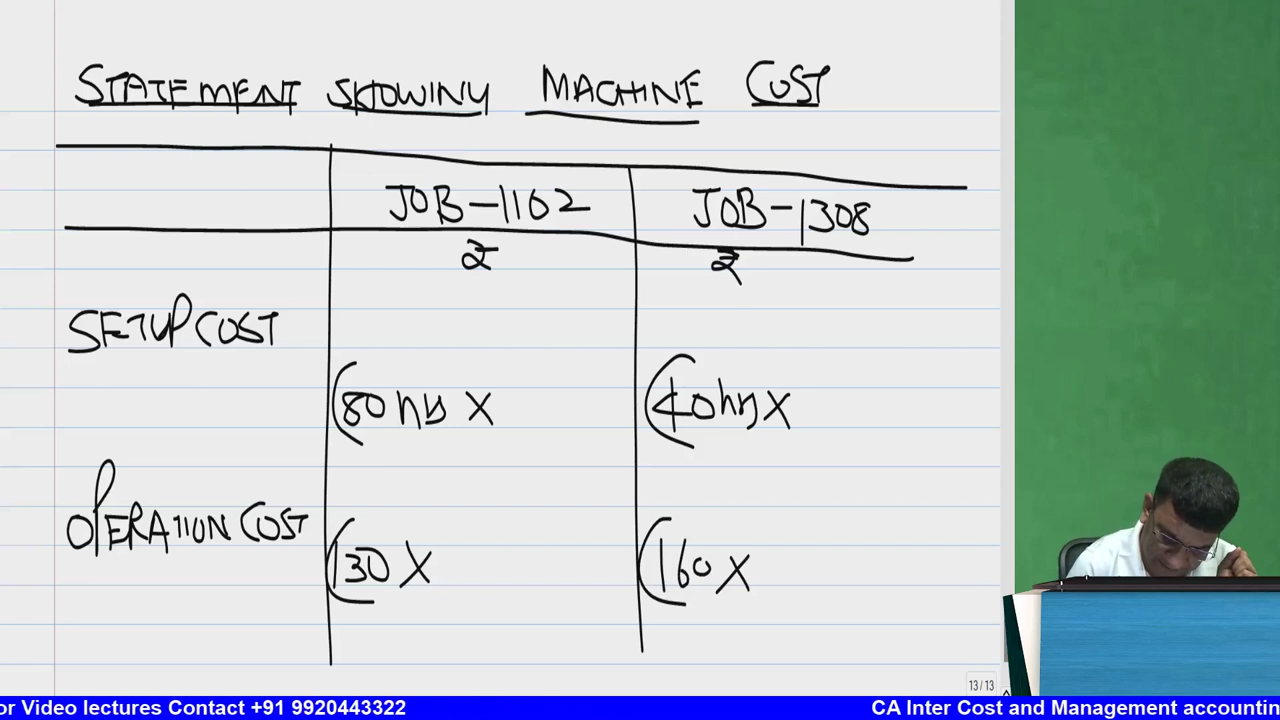 STATEMENT SHOWING MACHINE COST
JOB-1102 JOB-1308
₹ ₹
SETUP COST
(80 hrs X (40 hrs X
OPERATION COST
(130 X (160 X
13/13
or Video lectures Contact +91 9920443322 CA Inter Cost and Management accountin